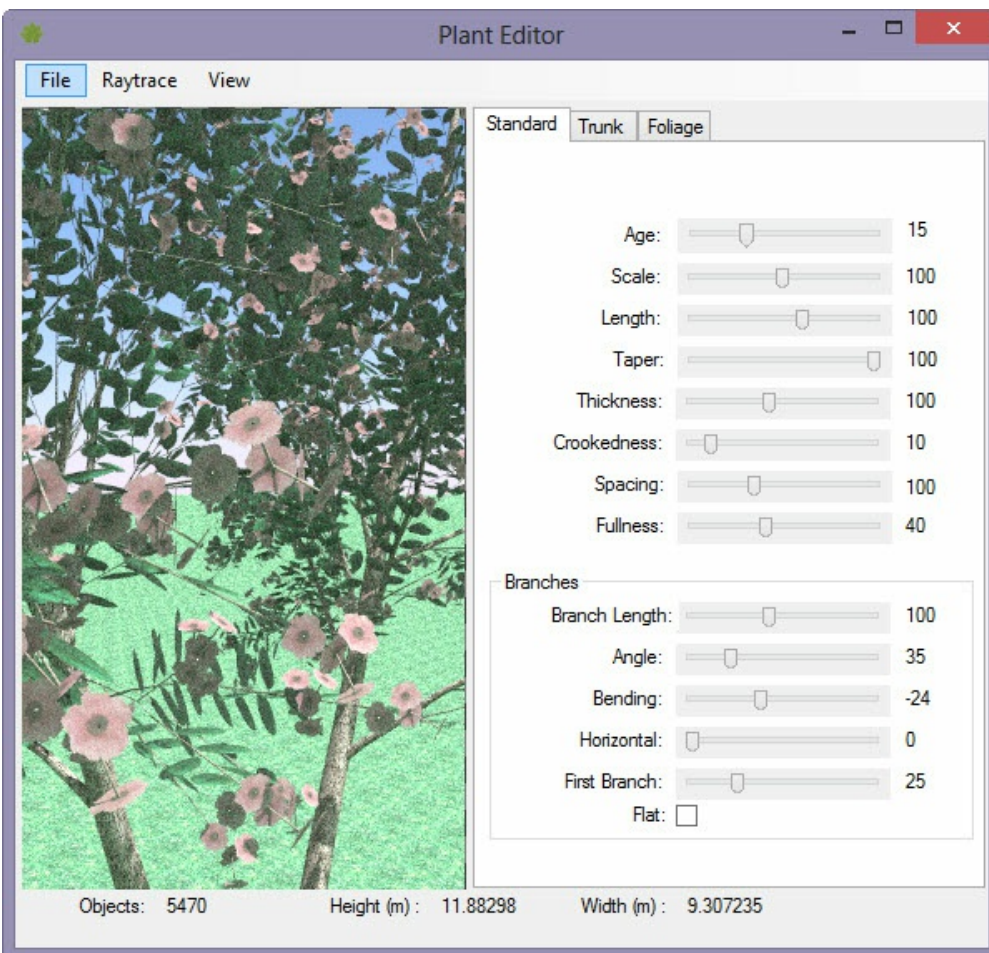 Plant Editor
File Raytrace View
Standard Trunk Foliage
Age: 15
Scale: 100
Length: 100
Taper: 100
Thickness: 100
Crookedness: 10
Spacing: 100
Fullness: 40
Branches
Branch Length: 100
Angle: 35
Bending: -24
Horizontal: 0
First Branch: 25
Flat:
Objects: 5470 Height (m) : 11.88298 Width (m) : 9.307235